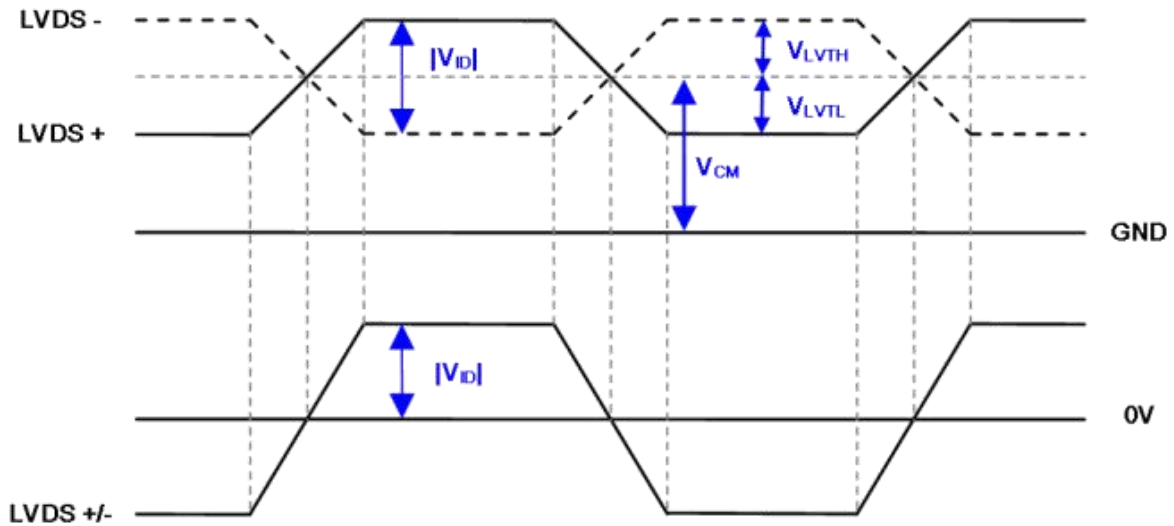 LVDS -
|VID|
VLVTH
LVDS +
VLVTL
VCM
GND
|VID|
0V
LVDS +/-